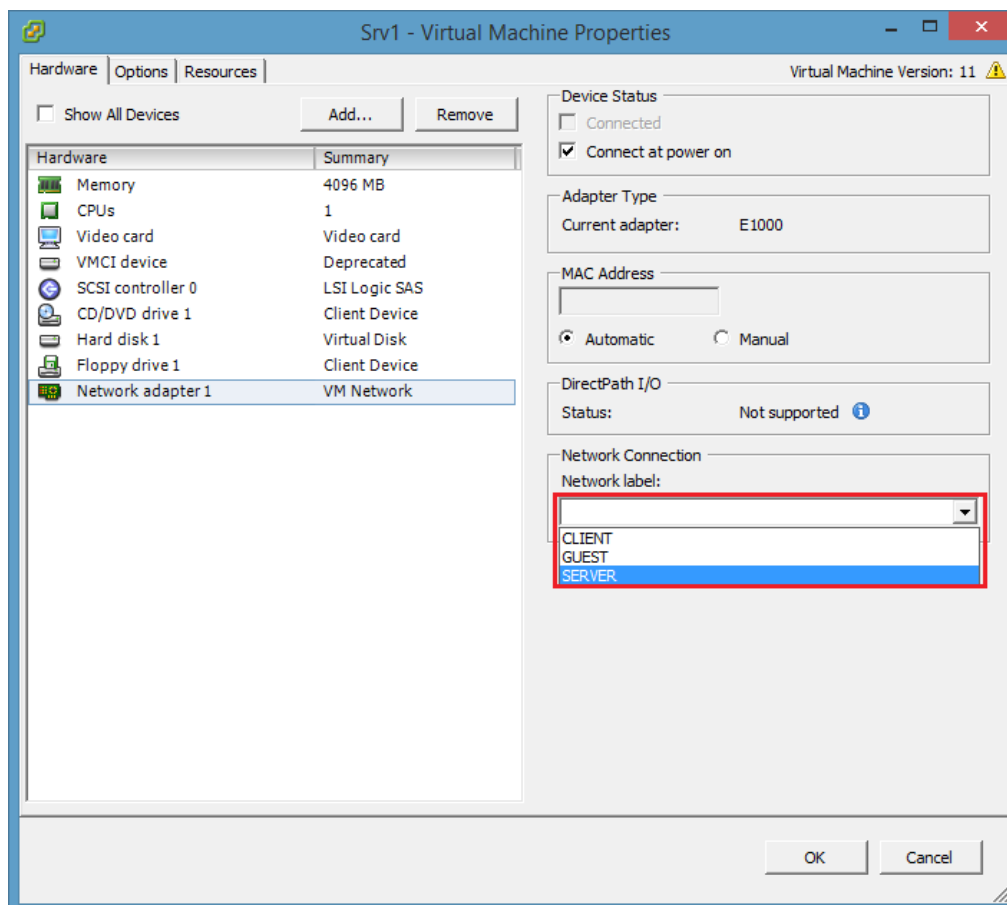 Srv1 - Virtual Machine Properties
Hardware Options Resources
Virtual Machine Version: 11
Show All Devices
Add...
Remove
Hardware Summary
Memory 4096 MB
CPUs 1
Video card Video card
VMCI device Deprecated
SCSI controller 0 LSI Logic SAS
CD/DVD drive 1 Client Device
Hard disk 1 Virtual Disk
Floppy drive 1 Client Device
Network adapter 1 VM Network
Device Status
Connected
Connect at power on
Adapter Type
Current adapter: E1000
MAC Address
Automatic Manual
DirectPath I/O
Status: Not supported
Network Connection
Network label:
CLIENT
GUEST
SERVER
OK Cancel